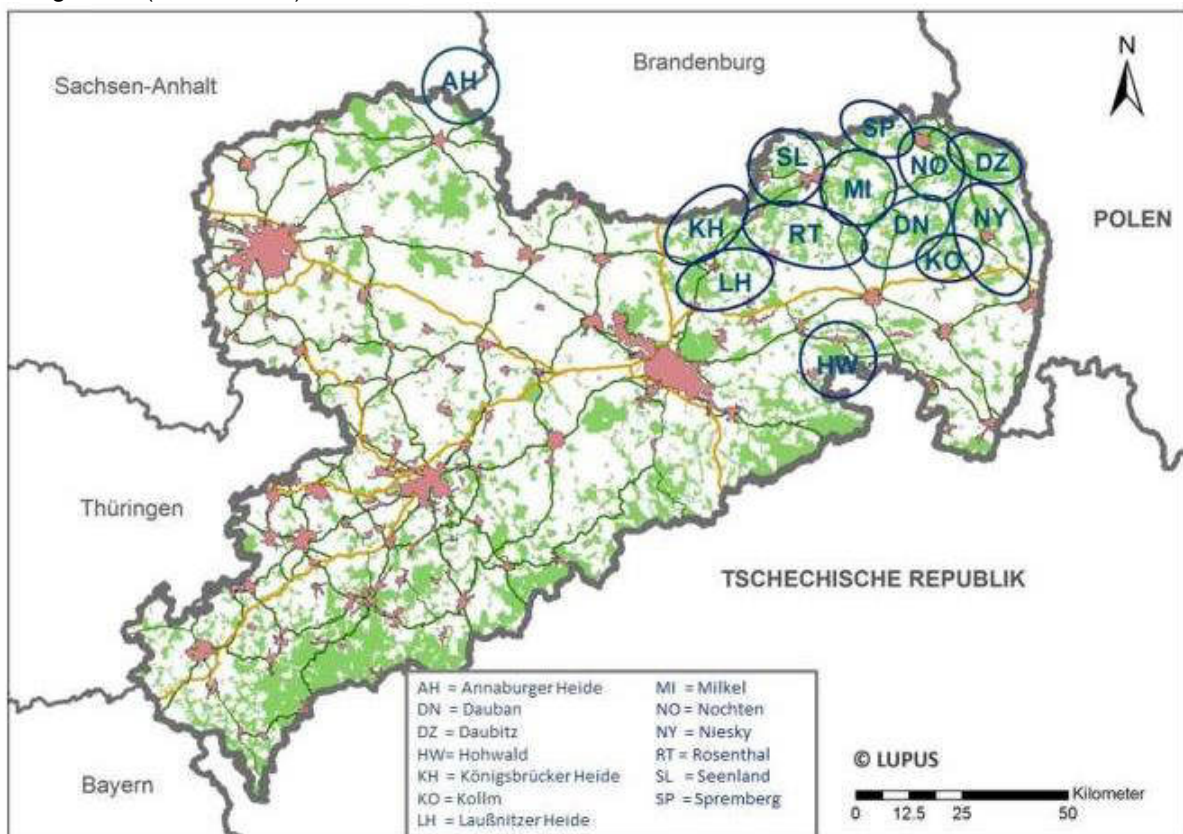 Sachsen-Anhalt
Brandenburg
N
AH
SP
SL
NO
DZ
MI
KH
RT
DN
NY
POLEN
KO
LH
HW
Thüringen
TSCHECHISCHE REPUBLIK
Bayern
AH = Annaburger Heide
DN = Dauban
DZ = Daubitz
HW= Hohwald
KH = Königsbrücker Heide
KO = Kollm
LH = Laußnitzer Heide
MI = Milkel
NO = Nochten
NY = Niesky
RT = Rosenthal
SL = Seenland
SP = Spremberg
© LUPUS
Kilometer
0 12.5 25 50